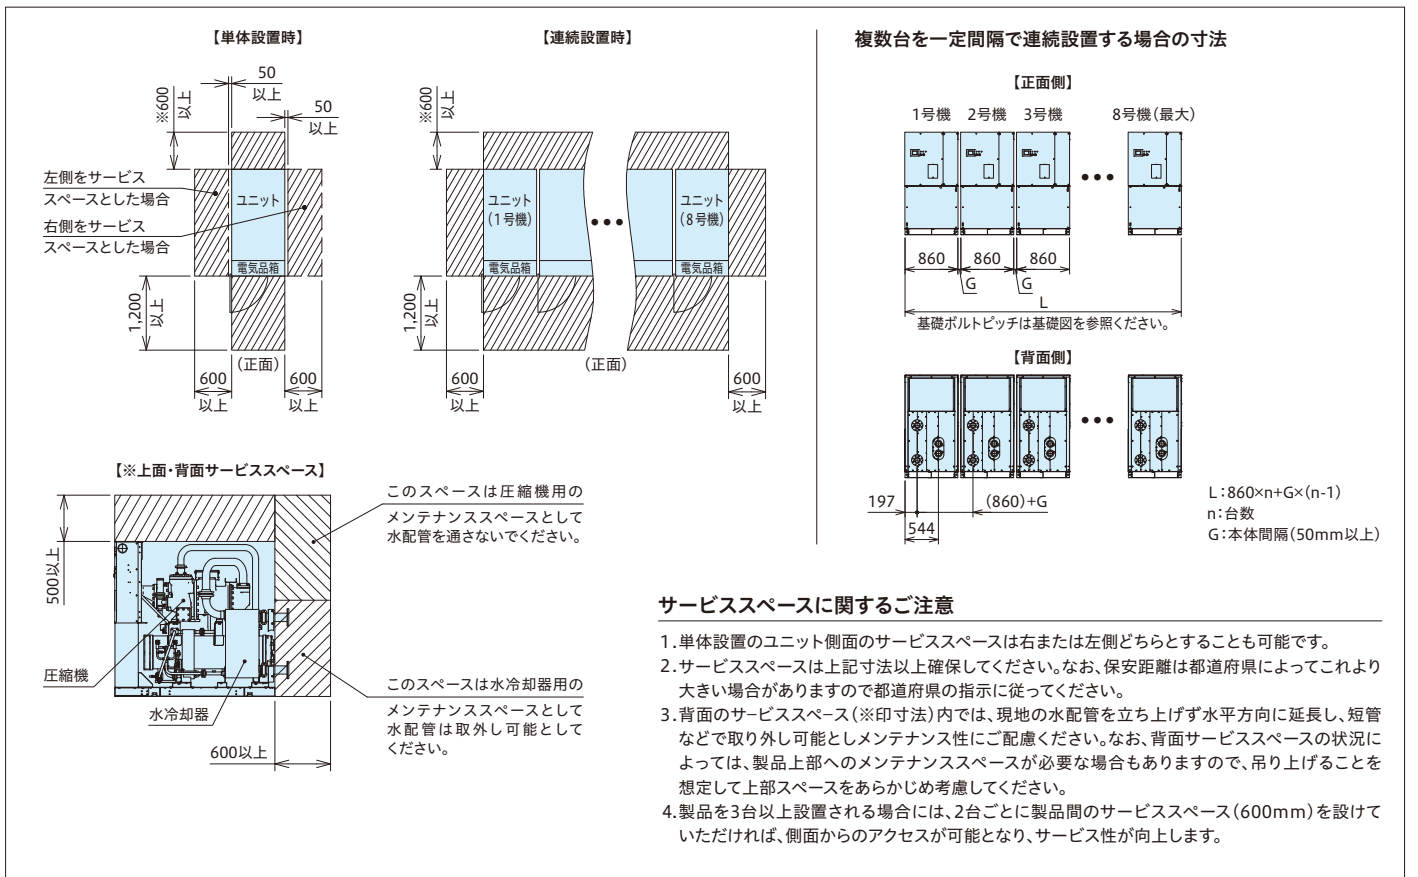 【単体設置時】
50
以上
※600
以上
50
以上
左側をサービス
スペースとした場合
右側をサービス
スペースとした場合
ユニット
電気品箱
1,200
以上
(正面)
600
以上
600
以上
【連続設置時】
※600
以上
ユニット
(1号機)
ユニット
(8号機)
電気品箱
電気品箱
1,200
以上
(正面)
600
以上
600
以上
【※上面・背面サービススペース】
500以上
圧縮機
水冷却器
600以上
このスペースは圧縮機用の
メンテナンススペースとして
水配管を通さないでください。
このスペースは水冷却器用の
メンテナンススペースとして
水配管は取外し可能として
ください。
複数台を一定間隔で連続設置する場合の寸法
【正面側】
1号機 2号機 3号機 8号機(最大)
860 860 860
G G
L
基礎ボルトピッチは基礎図を参照ください。
【背面側】
197 (860)+G
544
L:860×n+G×(n-1)
n:台数
G:本体間隔(50mm以上)
サービススペースに関するご注意
1.単体設置のユニット側面のサービススペースは右または左側どちらとすることも可能です。
2.サービススペースは上記寸法以上確保してください。なお、保安距離は都道府県によってこれより
大きい場合がありますので都道府県の指示に従ってください。
3.背面のサービススペース(※印寸法)内では、現地の水配管を立ち上げず水平方向に延長し、短管
などで取り外し可能としメンテナンス性にご配慮ください。なお、背面サービススペースの状況に
よっては、製品上部へのメンテナンススペースが必要な場合もありますので、吊り上げることを
想定して上部スペースをあらかじめ考慮してください。
4.製品を3台以上設置される場合には、2台ごとに製品間のサービススペース(600mm)を設けて
いただければ、側面からのアクセスが可能となり、サービス性が向上します。